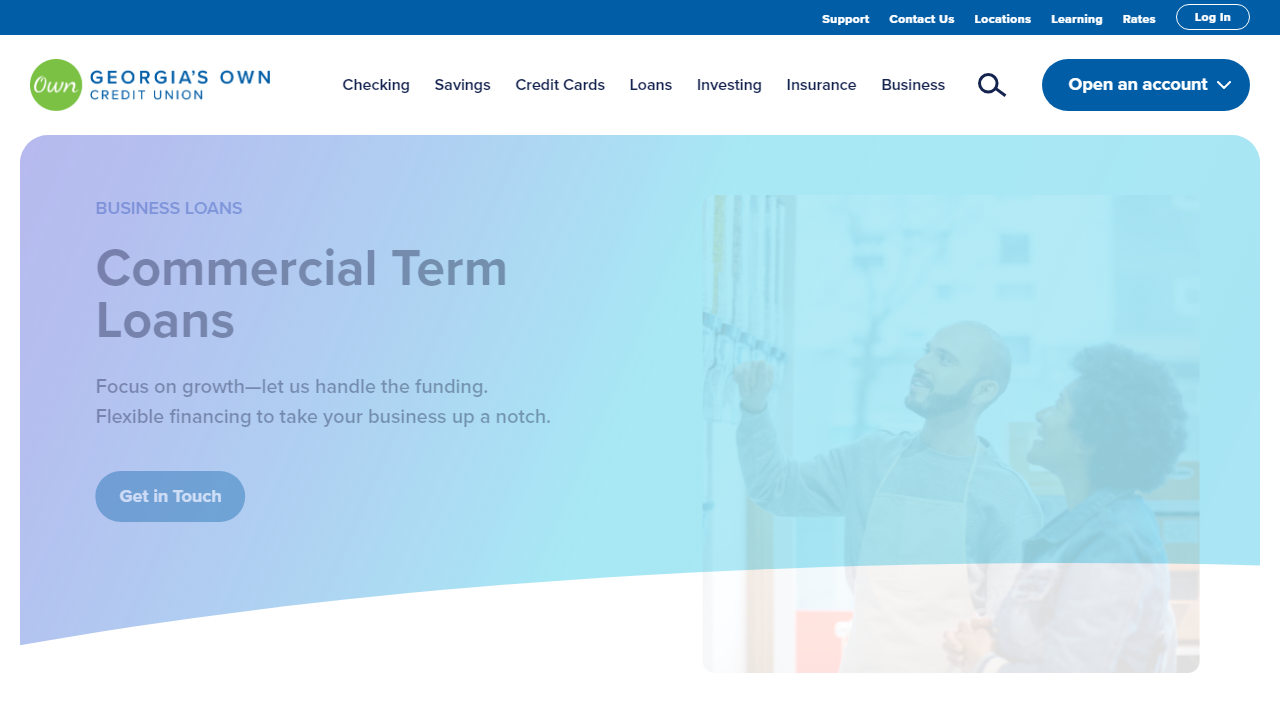 Support Contact Us Locations Learning Rates Log In
Own GEORGIA'S OWN
CREDIT UNION
Checking Savings Credit Cards Loans Investing Insurance Business Open an account
BUSINESS LOANS
Commercial Term
Loans
Focus on growth—let us handle the funding.
Flexible financing to take your business up a notch.
Get in Touch